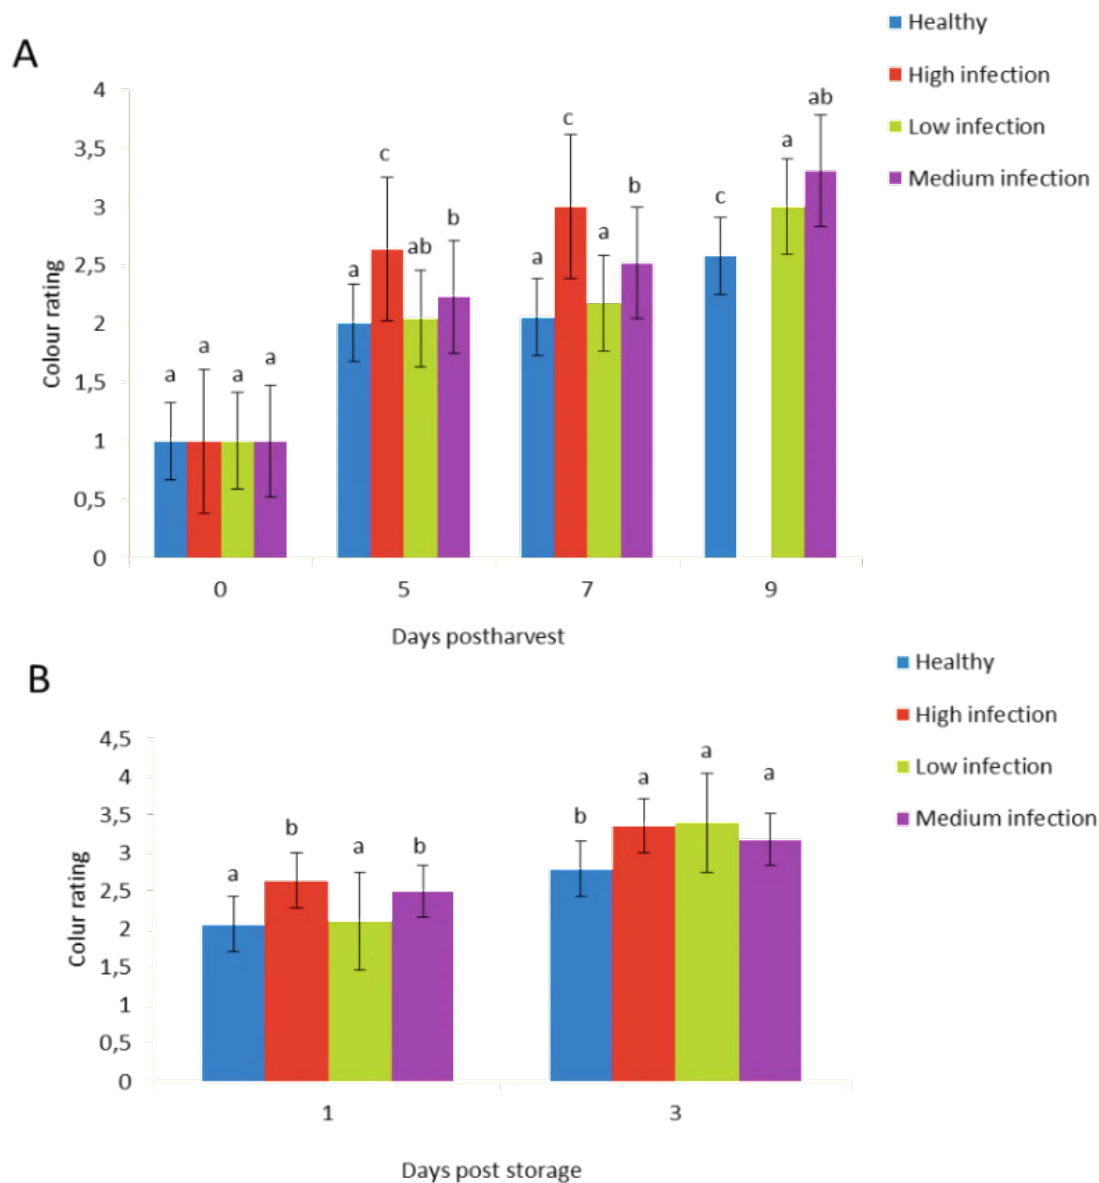 A
Healthy
High infection
Low infection
Medium infection
4
3,5
3
2,5
2
1,5
1
0,5
0
Colour rating
a a a a
a c ab b
a c a b
c a ab
0 5 7 9
Days postharvest
B
Healthy
High infection
Low infection
Medium infection
4,5
4
3,5
3
2,5
2
1,5
1
0,5
0
Colur rating
a b a b
b a a a
1 3
Days post storage